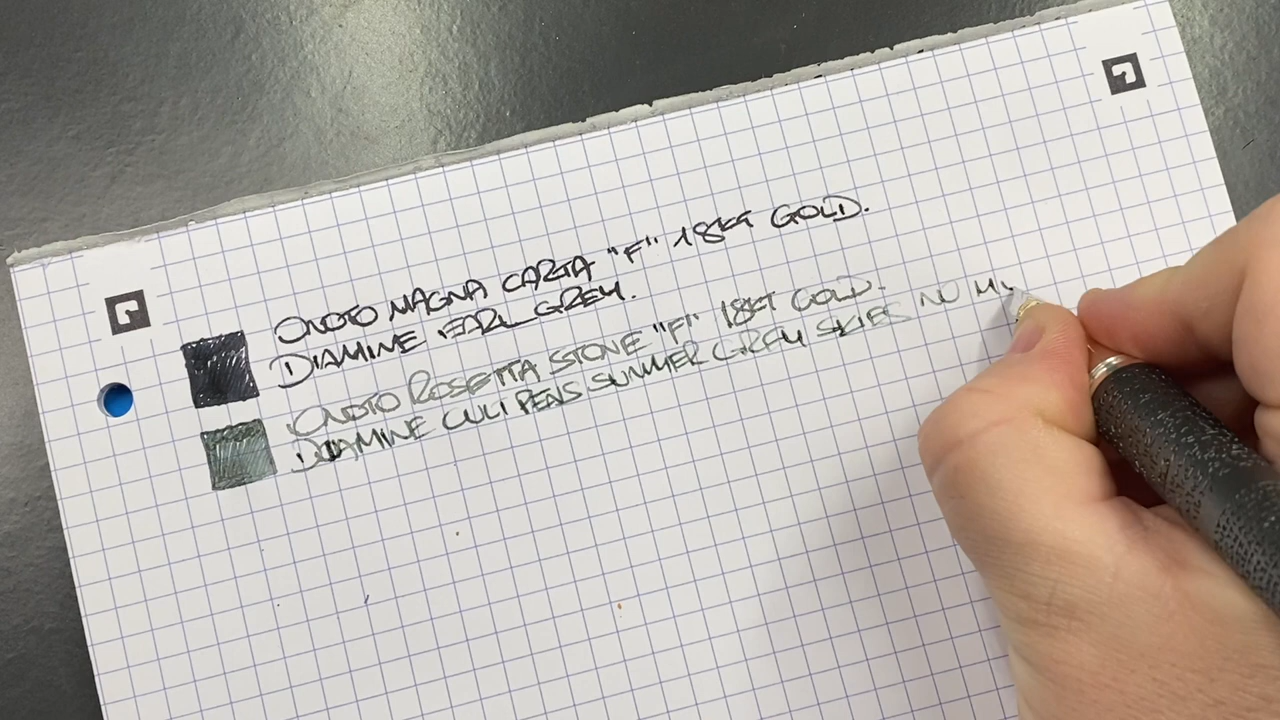 ONOTO MAGNA CARTA "F" 18KT GOLD.
DIAMINE EARL GREY.
ONOTO ROSETTA STONE "F" 18KT GOLD.
DIAMINE CULT PENS SUMMER GREY SKIES NO